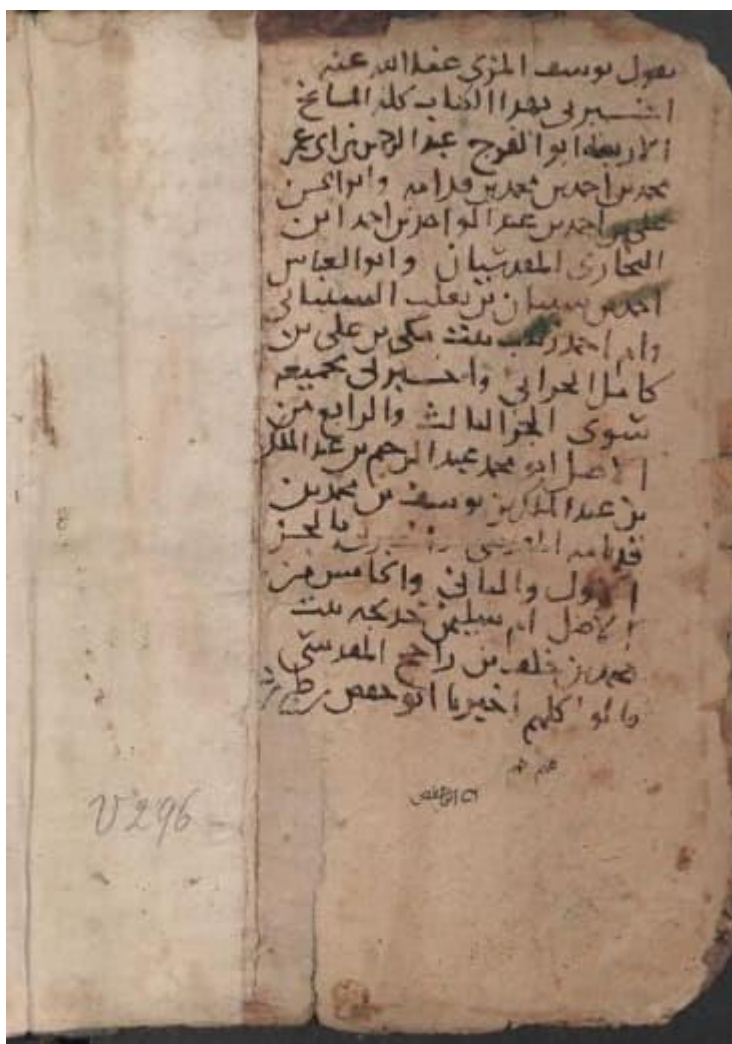 يقول يوسف المزي عفا الله عنه
اخبرني بهذا الكتاب كله المشايخ
الاربعة ابو الفرج عبد الرحمن بن ابي عمر
محمد بن احمد بن محمد بن قدامه وابو الحسن
علي بن احمد بن عبد الواحد بن احمد ابن
البخاري المقدسيان وابو العباس
احمد بن شيبان بن تغلب الشيباني
وام احمد زينب بنت مكي بن علي بن
كامل الحراني واخبرني بجميعه
سوى الجز الثالث والرابع من
الاصل ابو محمد عبد الرحيم بن عبد الملك
بن عبد الملك بن يوسف بن محمد بن
قدامه المقدسي بالجز
الاول والثاني والخامس من
الاصل ام سليمن خديجه بنت
محمد بن خلف بن راجح المقدسي
قالوا كلهم اخبرنا ابو حفص
V296